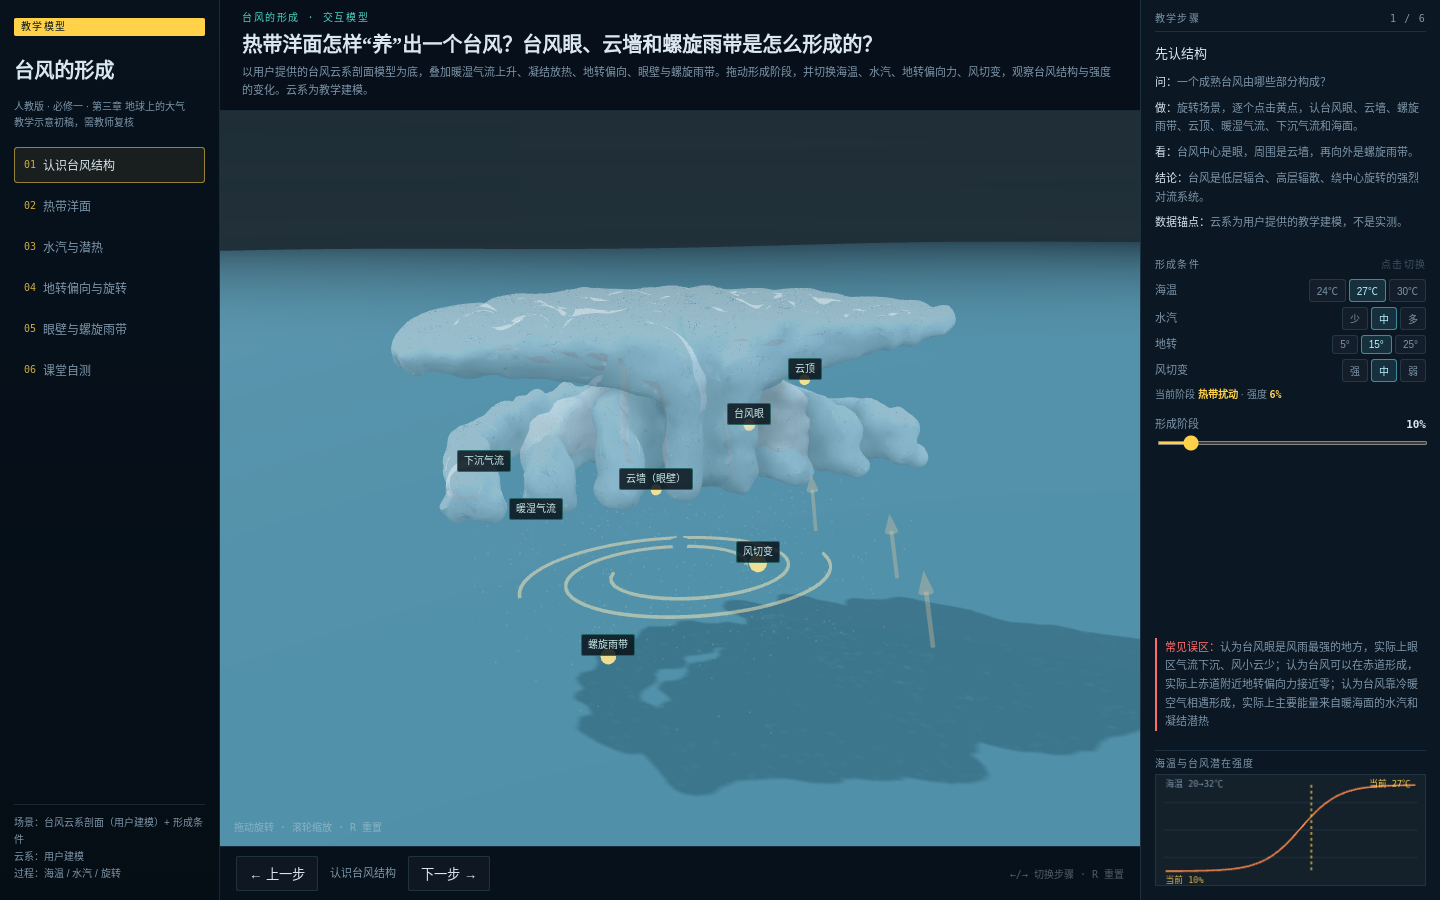 教学模型
台风的形成
人教版 · 必修一 · 第三章 地球上的大气
教学示意初稿，需教师复核
01 认识台风结构
02 热带洋面
03 水汽与潜热
04 地转偏向与旋转
05 眼壁与螺旋雨带
06 课堂自测
场景：台风云系剖面（用户建模）+ 形成条
件
云系：用户建模
过程：海温 / 水汽 / 旋转
台风的形成 · 交互模型
热带洋面怎样“养”出一个台风？台风眼、云墙和螺旋雨带是怎么形成的？
以用户提供的台风云系剖面模型为底，叠加暖湿气流上升、凝结放热、地转偏向、眼壁与螺旋雨带。拖动形成阶段，并切换海温、水汽、地转偏向力、风切变，观察台风结构与强度
的变化。云系为教学建模。
云顶
台风眼
下沉气流
云墙（眼壁）
暖湿气流
风切变
螺旋雨带
拖动旋转 · 滚轮缩放 · R 重置
← 上一步
认识台风结构
下一步 →
←/→ 切换步骤 · R 重置
教学步骤 1 / 6
先认结构
问：一个成熟台风由哪些部分构成？
做：旋转场景，逐个点击黄点，认台风眼、云墙、螺旋
雨带、云顶、暖湿气流、下沉气流和海面。
看：台风中心是眼，周围是云墙，再向外是螺旋雨带。
结论：台风是低层辐合、高层辐散、绕中心旋转的强烈
对流系统。
数据锚点：云系为用户提供的教学建模，不是实测。
形成条件 点击切换
海温 24℃ 27℃ 30℃
水汽 少 中 多
地转 5° 15° 25°
风切变 强 中 弱
当前阶段 热带扰动 · 强度 6%
形成阶段 10%
常见误区：认为台风眼是风雨最强的地方，实际上眼
区气流下沉、风小云少；认为台风可以在赤道形成，
实际上赤道附近地转偏向力接近零；认为台风靠冷暖
空气相遇形成，实际上主要能量来自暖海面的水汽和
凝结潜热
海温与台风潜在强度
海温 20→32℃ 当前 27℃
当前 10%